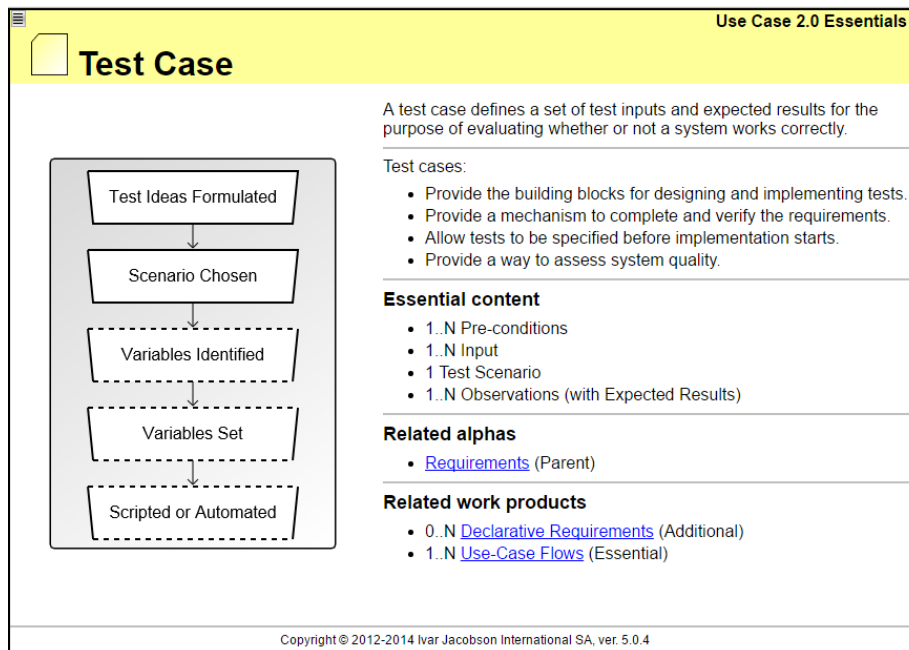 Use Case 2.0 Essentials
Test Case
Test Ideas Formulated
Scenario Chosen
Variables Identified
Variables Set
Scripted or Automated
A test case defines a set of test inputs and expected results for the
purpose of evaluating whether or not a system works correctly.
Test cases:
• Provide the building blocks for designing and implementing tests.
• Provide a mechanism to complete and verify the requirements.
• Allow tests to be specified before implementation starts.
• Provide a way to assess system quality.
Essential content
• 1..N Pre-conditions
• 1..N Input
• 1 Test Scenario
• 1..N Observations (with Expected Results)
Related alphas
• Requirements (Parent)
Related work products
• 0..N Declarative Requirements (Additional)
• 1..N Use-Case Flows (Essential)
Copyright © 2012-2014 Ivar Jacobson International SA, ver. 5.0.4